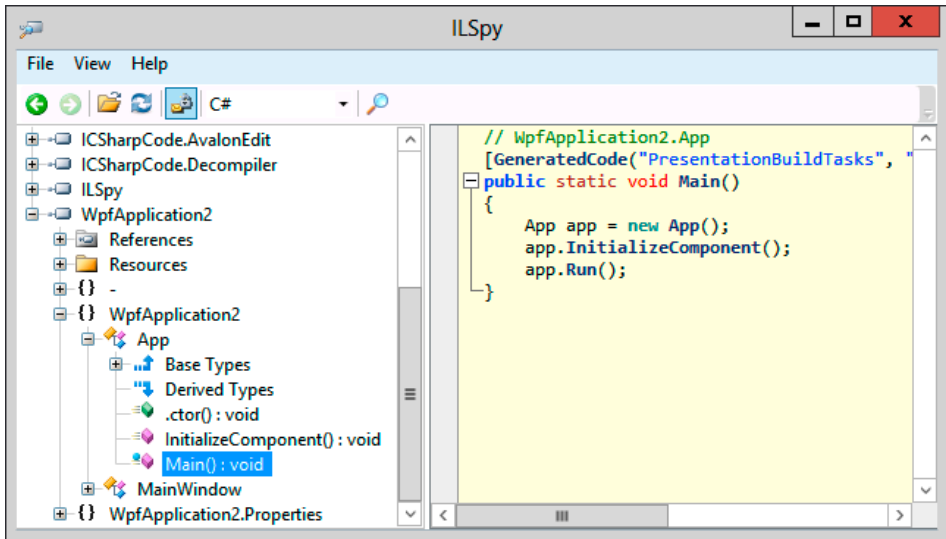 ILSpy
File View Help
C#
ICSharpCode.AvalonEdit
ICSharpCode.Decompiler
ILSpy
WpfApplication2
References
Resources
{} -
{} WpfApplication2
App
Base Types
Derived Types
.ctor() : void
InitializeComponent() : void
Main() : void
MainWindow
{} WpfApplication2.Properties
// WpfApplication2.App
[GeneratedCode("PresentationBuildTasks", "
public static void Main()
{
App app = new App();
app.InitializeComponent();
app.Run();
}